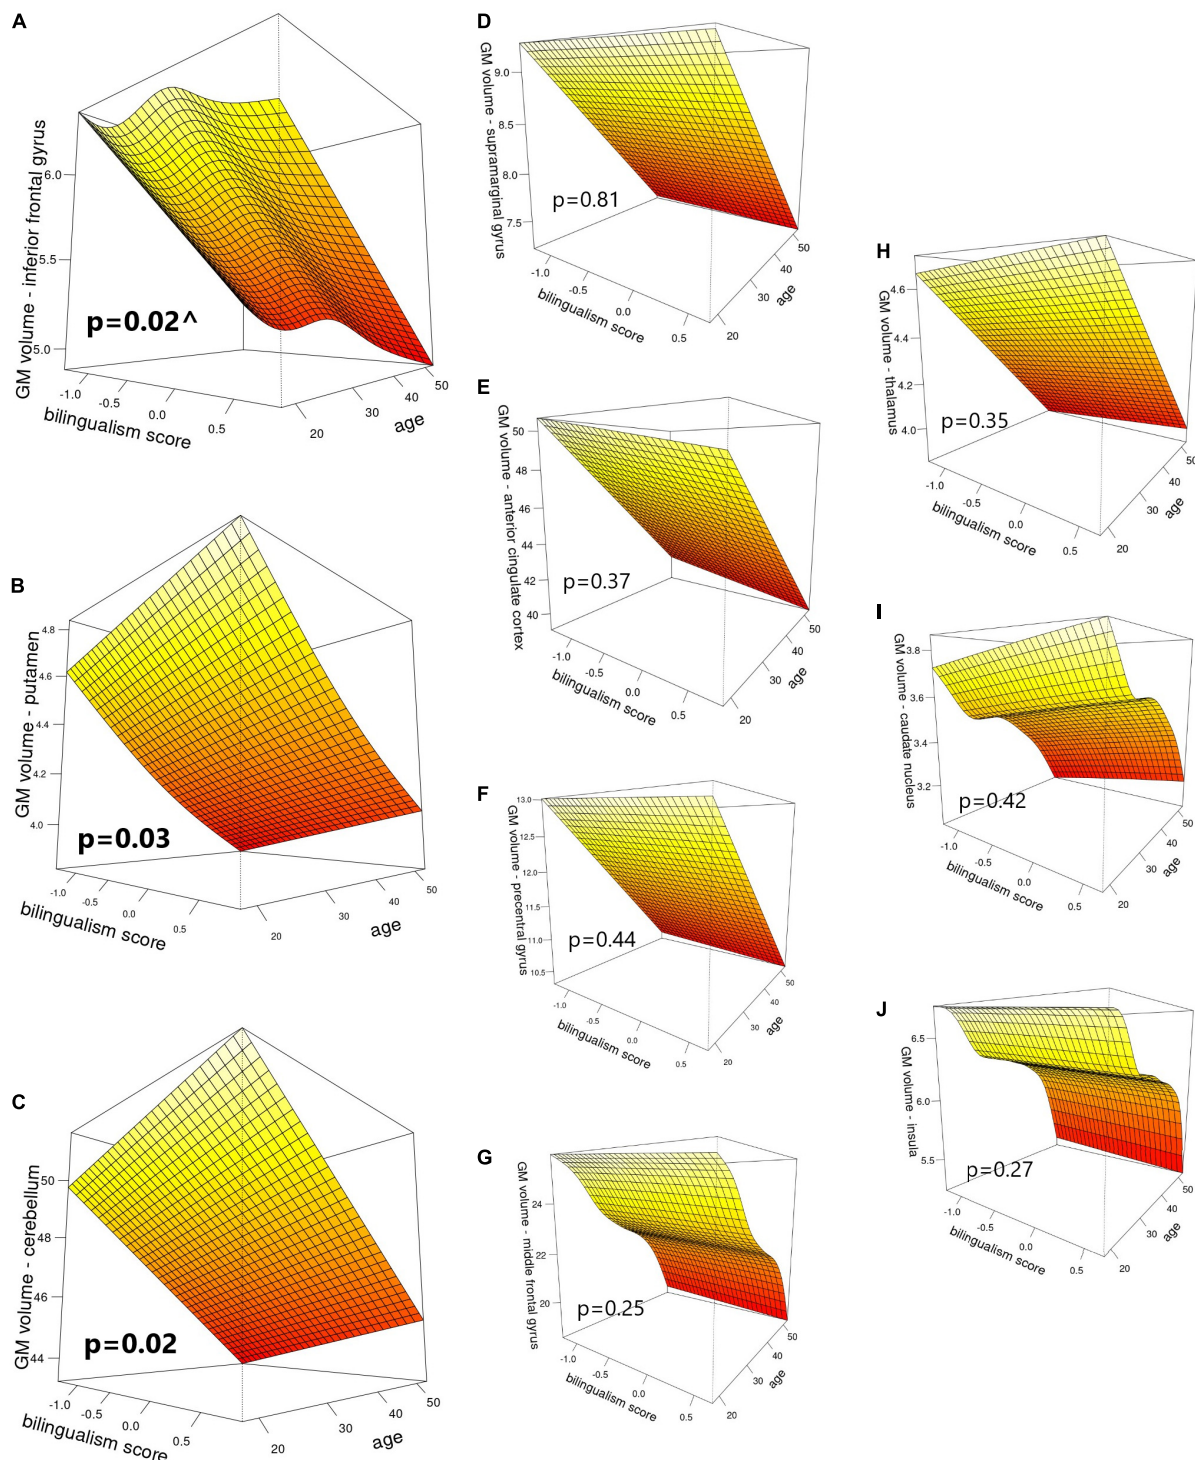 A
GM volume - inferior frontal gyrus
6.0
5.5
5.0
p=0.02^
-1.0
-0.5
0.0
0.5
bilingualism score
20
30
40
50
age
B
GM volume - putamen
4.8
4.6
4.4
4.2
4.0
p=0.03
-1.0
-0.5
0.0
0.5
bilingualism score
20
30
40
50
age
C
GM volume - cerebellum
50
48
46
44
p=0.02
-1.0
-0.5
0.0
0.5
bilingualism score
20
30
40
50
age
D
GM volume - supramarginal gyrus
9.0
8.5
8.0
7.5
p=0.81
-1.0
-0.5
0.0
0.5
bilingualism score
20
30
40
50
age
E
GM volume - anterior cingulate cortex
50
48
46
44
42
40
p=0.37
-1.0
-0.5
0.0
0.5
bilingualism score
20
30
40
50
age
F
GM volume - precentral gyrus
13.0
12.5
12.0
11.5
11.0
10.5
p=0.44
-1.0
-0.5
0.0
0.5
bilingualism score
20
30
40
50
age
G
GM volume - middle frontal gyrus
24
22
20
p=0.25
-1.0
-0.5
0.0
0.5
bilingualism score
20
30
40
50
age
H
GM volume - thalamus
4.6
4.4
4.2
4.0
p=0.35
-1.0
-0.5
0.0
0.5
bilingualism score
20
30
40
50
age
I
GM volume - caudate nucleus
3.8
3.6
3.4
3.2
p=0.42
-1.0
-0.5
0.0
0.5
bilingualism score
20
30
40
50
age
J
GM volume - insula
6.5
6.0
5.5
p=0.27
-1.0
-0.5
0.0
0.5
bilingualism score
20
30
40
50
age